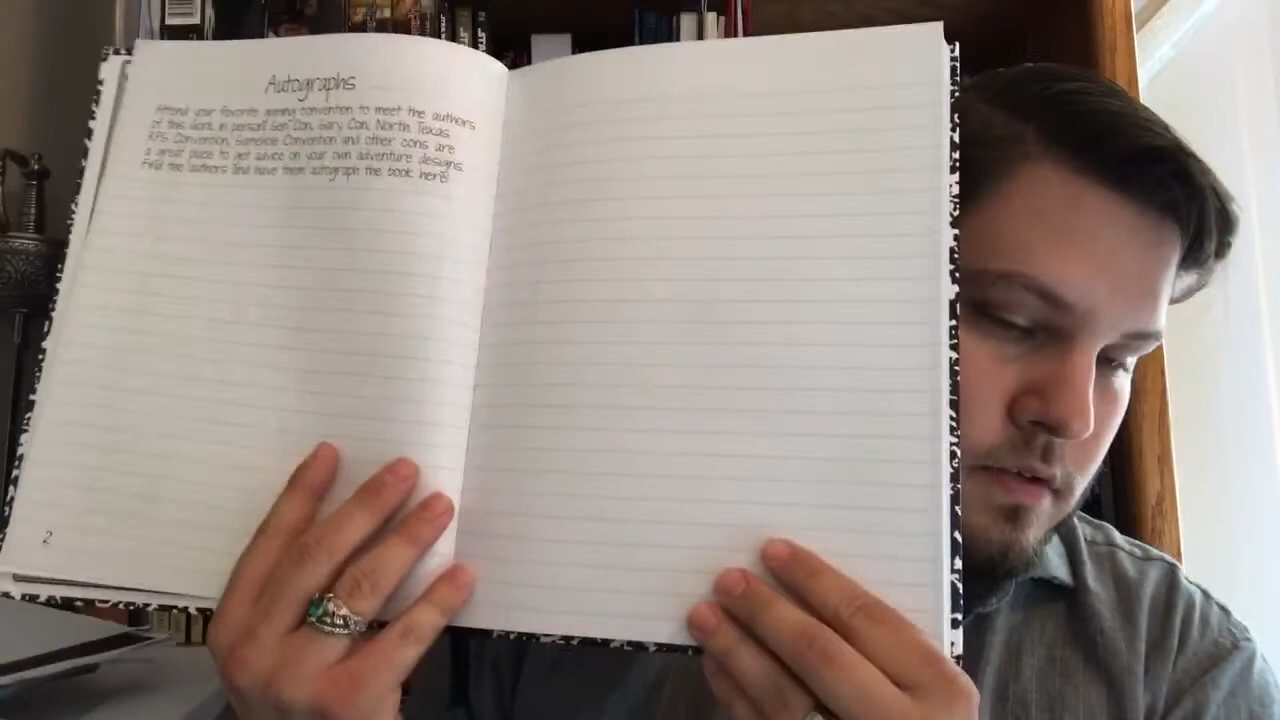 Autographs
Attend your favorite gaming convention to meet the authors
of this work in person! Gen Con, Gary Con, North Texas
RPG Convention, Gamehole Convention and other cons are
a great place to get advice on your own adventure designs.
Find the authors and have them autograph the book here!
2